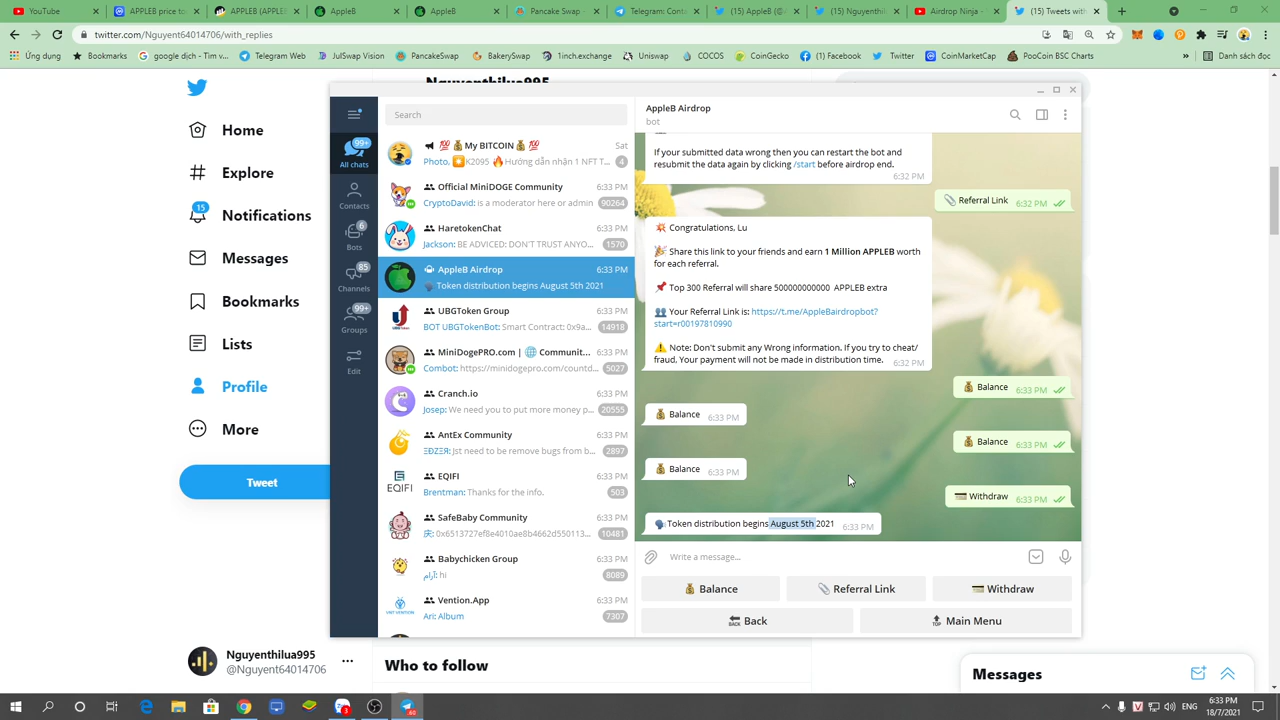 YouTube
APPLEB price to
APPLEB to
AppleB
AppleB
Pancake Swap
Telegram: Cont
(15) AppleB (@
Airdrop
(15) Tweets wit
twitter.com/Nguyent64014706/with_replies
Ứng dụng
Bookmarks
google dịch - Tìm v...
Telegram Web
JulSwap Vision
PancakeSwap
BakerySwap
1inch.exchange
Uniswap
COCOS
CoinGecko
(1) Facebook
Twitter
CoinMarketCap
PooCoin BSC Charts
»
Danh sách đọc
Nguyenthilua995
Home
Explore
15
Notifications
Messages
Bookmarks
Lists
Profile
More
Tweet
Nguyenthilua995
@Nguyent64014706
Who to follow
Messages
99+
All chats
Contacts
6
Bots
85
Channels
99+
Groups
Edit
Search
My BITCOIN
Sat
Photo, K2095 Hướng dẫn nhận 1 NFT T...
4
Official MiniDOGE Community
6:33 PM
CryptoDavid: is a moderator here or admin
90264
HaretokenChat
6:33 PM
Jackson: BE ADVICED: DON'T TRUST ANYO...
1570
AppleB Airdrop
6:33 PM
Token distribution begins August 5th 2021
UBGToken Group
6:33 PM
BOT UBGTokenBot: Smart Contract: 0x9a...
14918
MiniDogePRO.com | Communit...
6:33 PM
Combot: https://minidogepro.com/countd...
5027
Cranch.io
6:33 PM
Josep: We need you to put more money p...
20555
AntEx Community
6:33 PM
ΞĐZΞЯ: Jst need to be remove bugs from b...
2897
EQIFI
EQIFI
6:33 PM
Brentman: Thanks for the info.
503
SafeBaby Community
6:33 PM
庆: 0x6513727ef8e4010ae8b4662d550113...
10481
Babychicken Group
6:33 PM
آرام: hi
8089
Vention.App
6:33 PM
Ari: Album
7307
AppleB Airdrop
bot
If your submitted data wrong then you can restart the bot and
resubmit the data again by clicking /start before airdrop end.
6:32 PM
Referral Link 6:32 PM
Congratulations, Lu
Share this link to your friends and earn 1 Million APPLEB worth
for each referral.
Top 300 Referral will share 500000000000 APPLEB extra
Your Referral Link is: https://t.me/AppleBairdropbot?
start=r00197810990
Note: Don't submit any Wrong information. If you try to cheat/
fraud, Your payment will not be made in distribution time.
6:32 PM
Balance 6:33 PM
Balance 6:33 PM
Balance 6:33 PM
Balance 6:33 PM
Withdraw 6:33 PM
Token distribution begins August 5th 2021 6:33 PM
Write a message...
Balance
Referral Link
Withdraw
BACK Back
TOP Main Menu
ENG
6:33 PM
18/7/2021